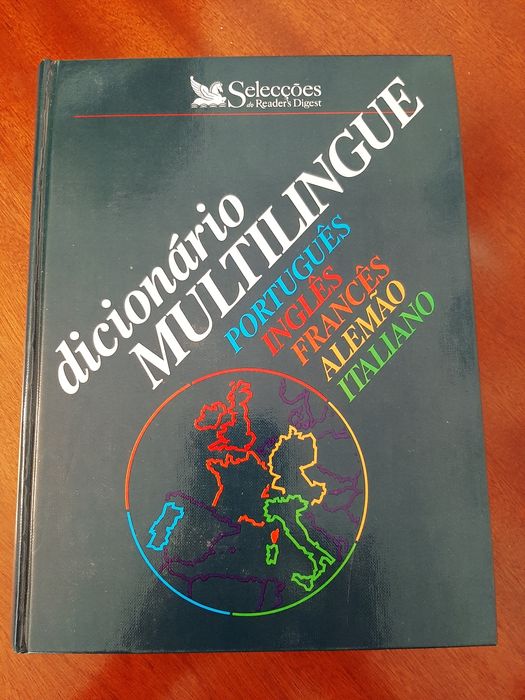 Selecções
do Reader's Digest
dicionário
MULTILINGUE
PORTUGUÊS
INGLÊS
FRANCÊS
ALEMÃO
ITALIANO